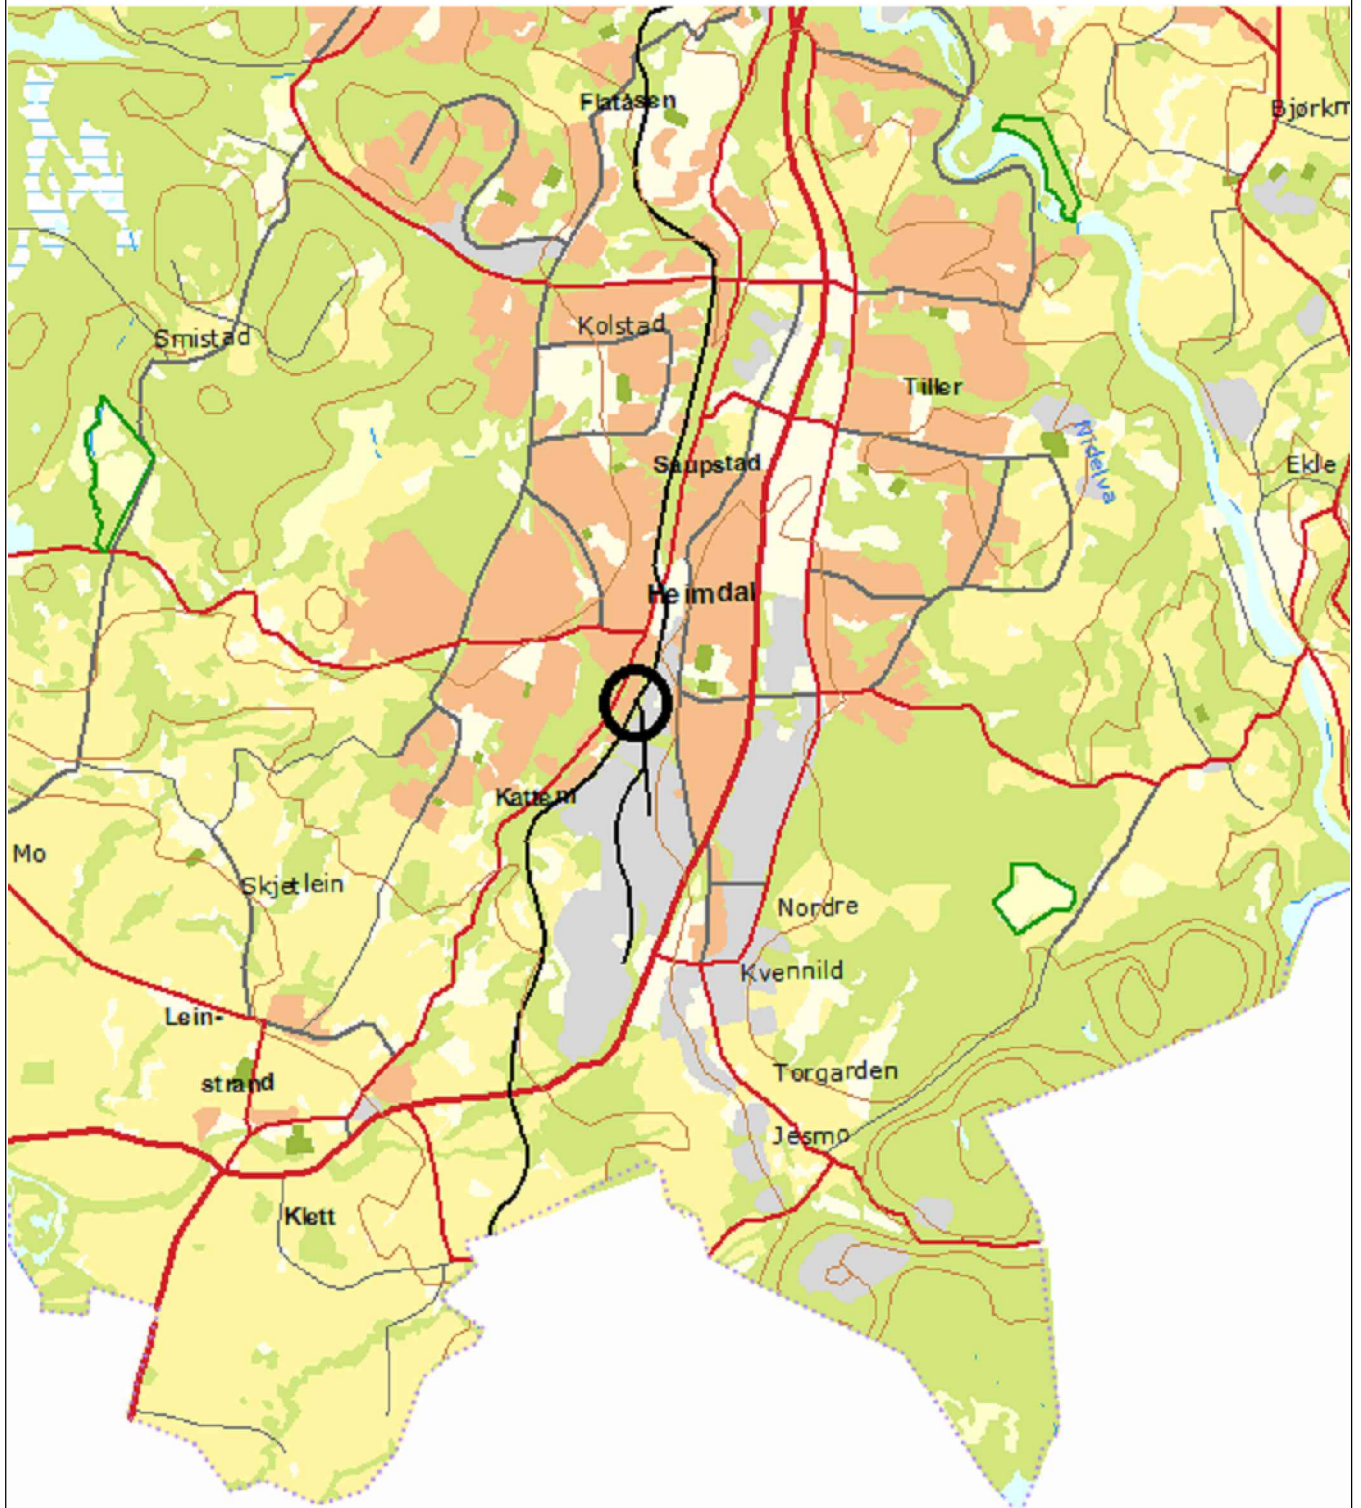 Flatåsen
Bjørkm
Kolstad
Smistad
Tiller
Saupstad
Nidelva
Ekle
Heimdal
Kattem
Mo
Skjetlein
Nordre
Kvennild
Lein-
strand
Torgarden
Jesmo
Klett